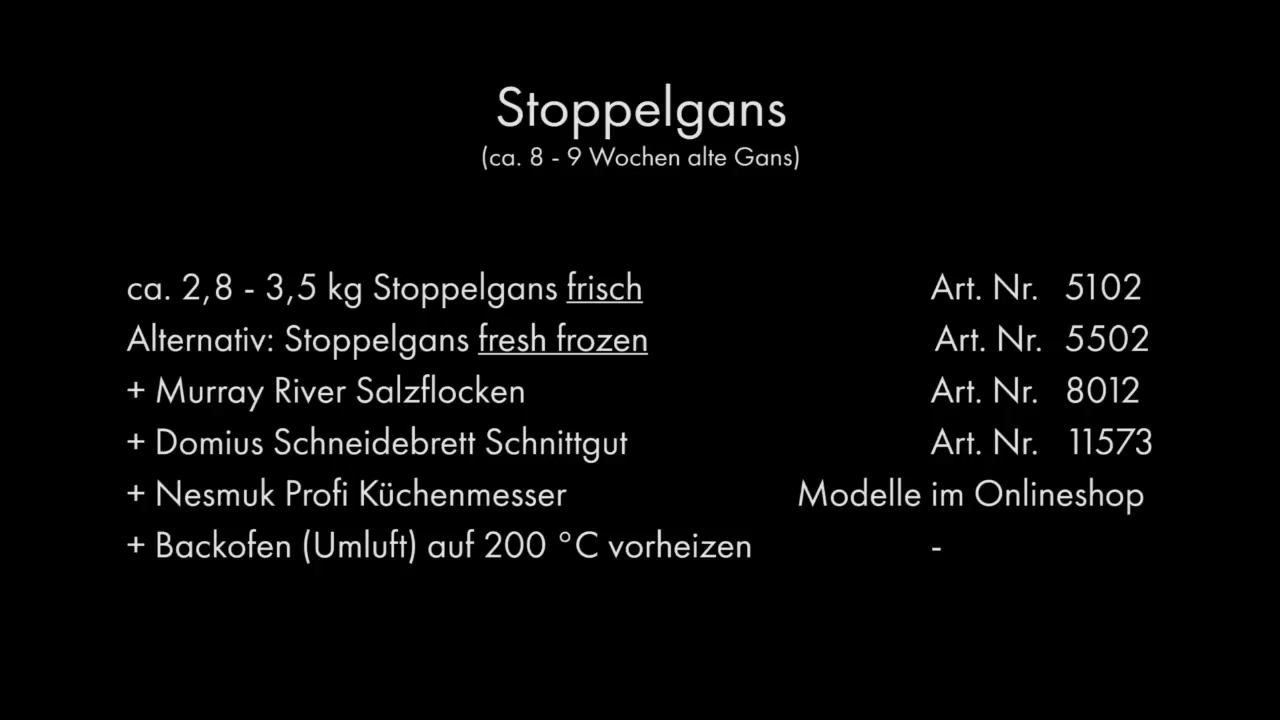 Stoppelgans
(ca. 8 - 9 Wochen alte Gans)
ca. 2,8 - 3,5 kg Stoppelgans frisch Art. Nr. 5102
Alternativ: Stoppelgans fresh frozen Art. Nr. 5502
+ Murray River Salzflocken Art. Nr. 8012
+ Domius Schneidebrett Schnittgut Art. Nr. 11573
+ Nesmuk Profi Küchenmesser Modelle im Onlineshop
+ Backofen (Umluft) auf 200 °C vorheizen -